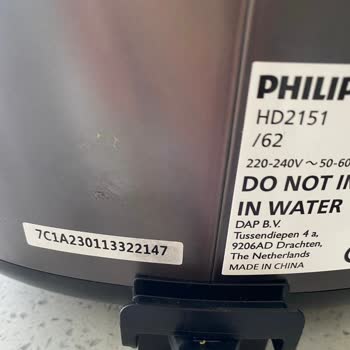 7C1A230113322147
PHILIP
HD2151
/62
220-240V ~ 50-60
DO NOT IM
IN WATER
DAP B.V.
Tussendiepen 4 a,
9206AD Drachten,
The Netherlands
MADE IN CHINA